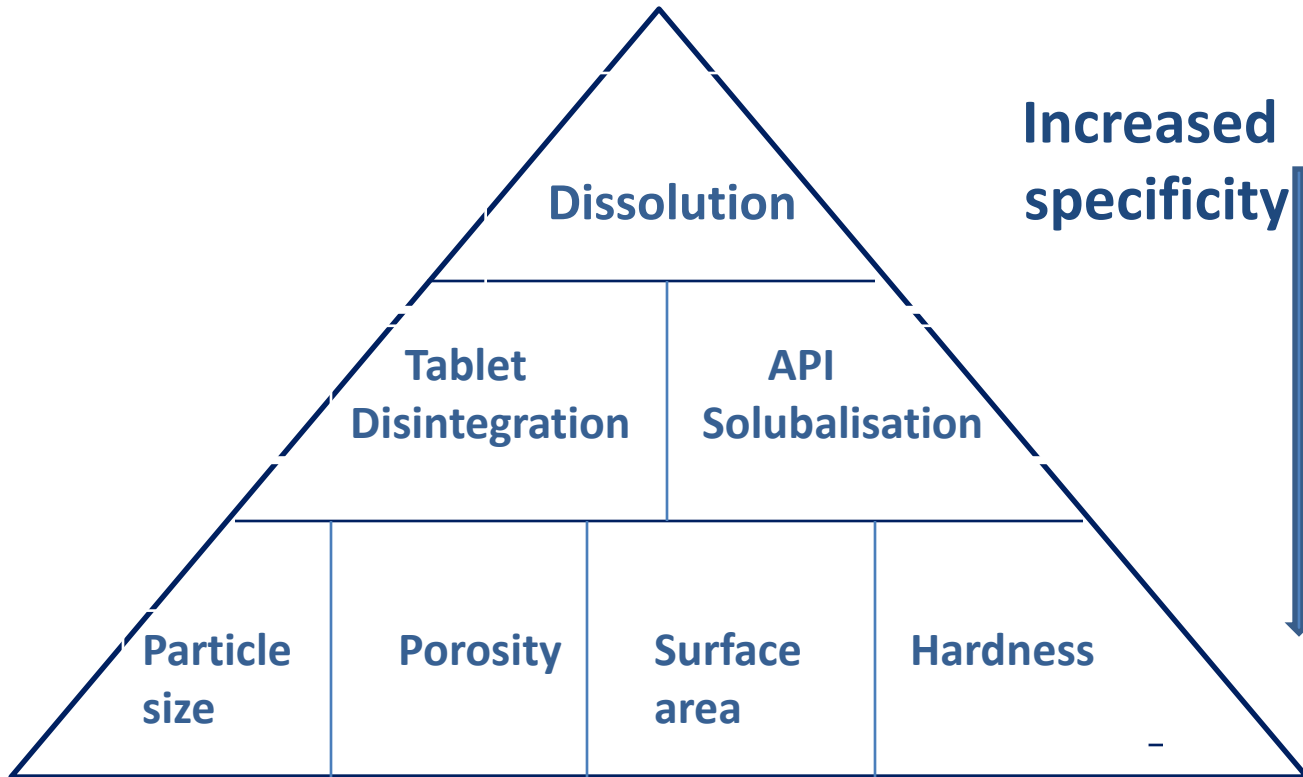 Increased
specificity
Dissolution
Tablet
Disintegration
API
Solubalisation
Particle
size
Porosity
Surface
area
Hardness
–